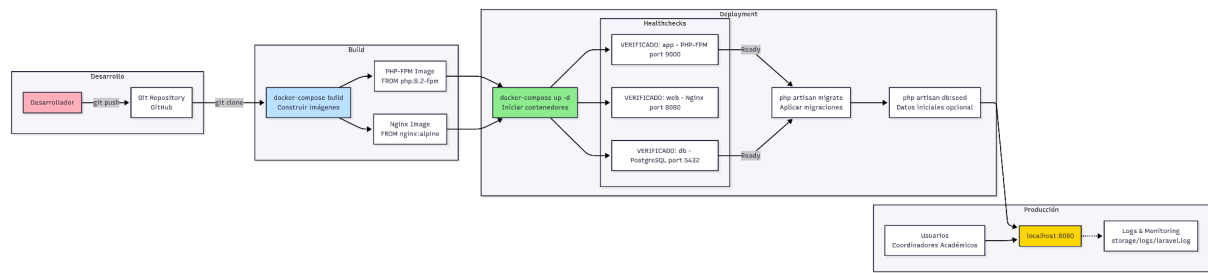 Desarrollo
Desarrollador
git push
Git Repository
GitHub
git clone
Build
docker-compose build
Construir imágenes
PHP-FPM Image
FROM php:8.2-fpm
Nginx Image
FROM nginx:alpine
Deployment
docker-compose up -d
Iniciar contenedores
Healthchecks
VERIFICADO: app - PHP-FPM
port 9000
VERIFICADO: web - Nginx
port 8080
VERIFICADO: db -
PostgreSQL port 5432
Ready
Ready
php artisan migrate
Aplicar migraciones
php artisan db:seed
Datos iniciales opcional
Producción
Usuarios
Coordinadores Académicos
localhost:8080
Logs & Monitoring
storage/logs/laravel.log